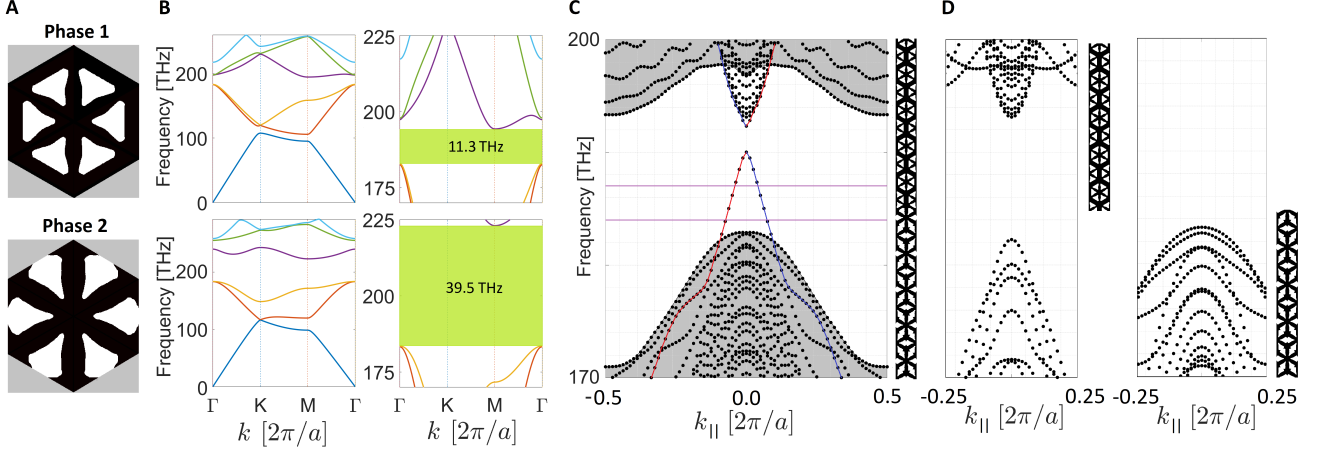 A
B
C
D
Phase 1
Phase 2
Frequency [THz]
200
100
0
225
200
175
11.3 THz
Frequency [THz]
200
100
0
225
200
175
39.5 THz
Γ K M Γ
k [2π/a]
Γ K M Γ
k [2π/a]
Frequency [THz]
200
170
-0.5 0.0 0.5
k|| [2π/a]
-0.25 0.25
k|| [2π/a]
-0.25 0.25
k|| [2π/a]